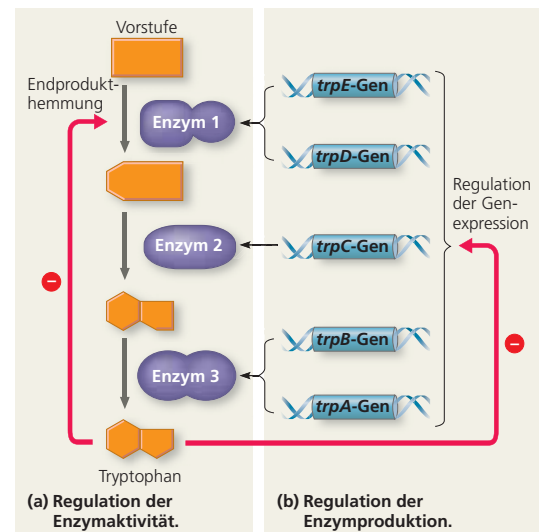 Vorstufe
Endprodukt-
hemmung
Enzym 1
trpE-Gen
trpD-Gen
Regulation
der Gen-
expression
Enzym 2
trpC-Gen
–
–
trpB-Gen
Enzym 3
trpA-Gen
Tryptophan
(a) Regulation der
Enzymaktivität.
(b) Regulation der
Enzymproduktion.